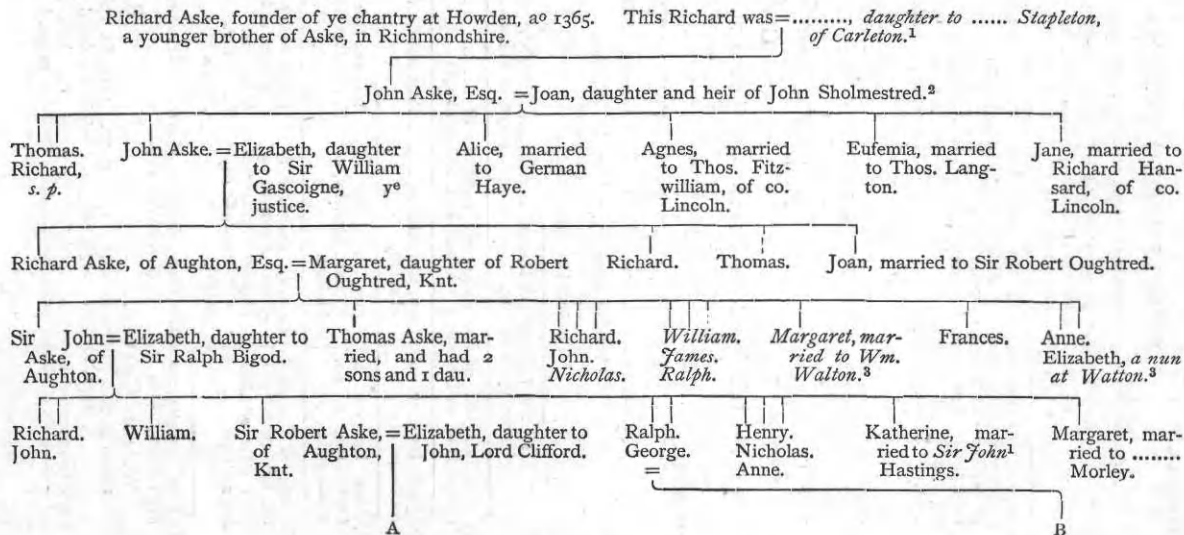 Richard Aske, founder of yᵉ chantry at Howden, aᵒ 1365.
a younger brother of Aske, in Richmondshire.
This Richard was=........., daughter to ...... Stapleton,
of Carleton.¹
John Aske, Esq. =Joan, daughter and heir of John Sholmestred.²
Thomas.
Richard,
s. p.
John Aske.=Elizabeth, daughter
to Sir William
Gascoigne, yᵉ
justice.
Alice, married
to German
Haye.
Agnes, married
to Thos. Fitz-
william, of co.
Lincoln.
Eufemia, married
to Thos. Lang-
ton.
Jane, married to
Richard Han-
sard, of co.
Lincoln.
Richard Aske, of Aughton, Esq.=Margaret, daughter of Robert
Oughtred, Knt.
Richard.
Thomas.
Joan, married to Sir Robert Oughtred.
Sir John=Elizabeth, daughter to
Aske, of Sir Ralph Bigod.
Aughton.
Thomas Aske, mar-
ried, and had 2
sons and 1 dau.
Richard.
John.
Nicholas.
William.
James.
Ralph.
Margaret, mar-
ried to Wm.
Walton.³
Frances.
Anne.
Elizabeth, a nun
at Watton.³
Richard.
John.
William.
Sir Robert Aske,=Elizabeth, daughter to
of Aughton, John, Lord Clifford.
Knt.
Ralph.
George.
=
Henry.
Nicholas.
Anne.
Katherine, mar-
ried to Sir John¹
Hastings.
Margaret, mar-
ried to ........
Morley.
A
B